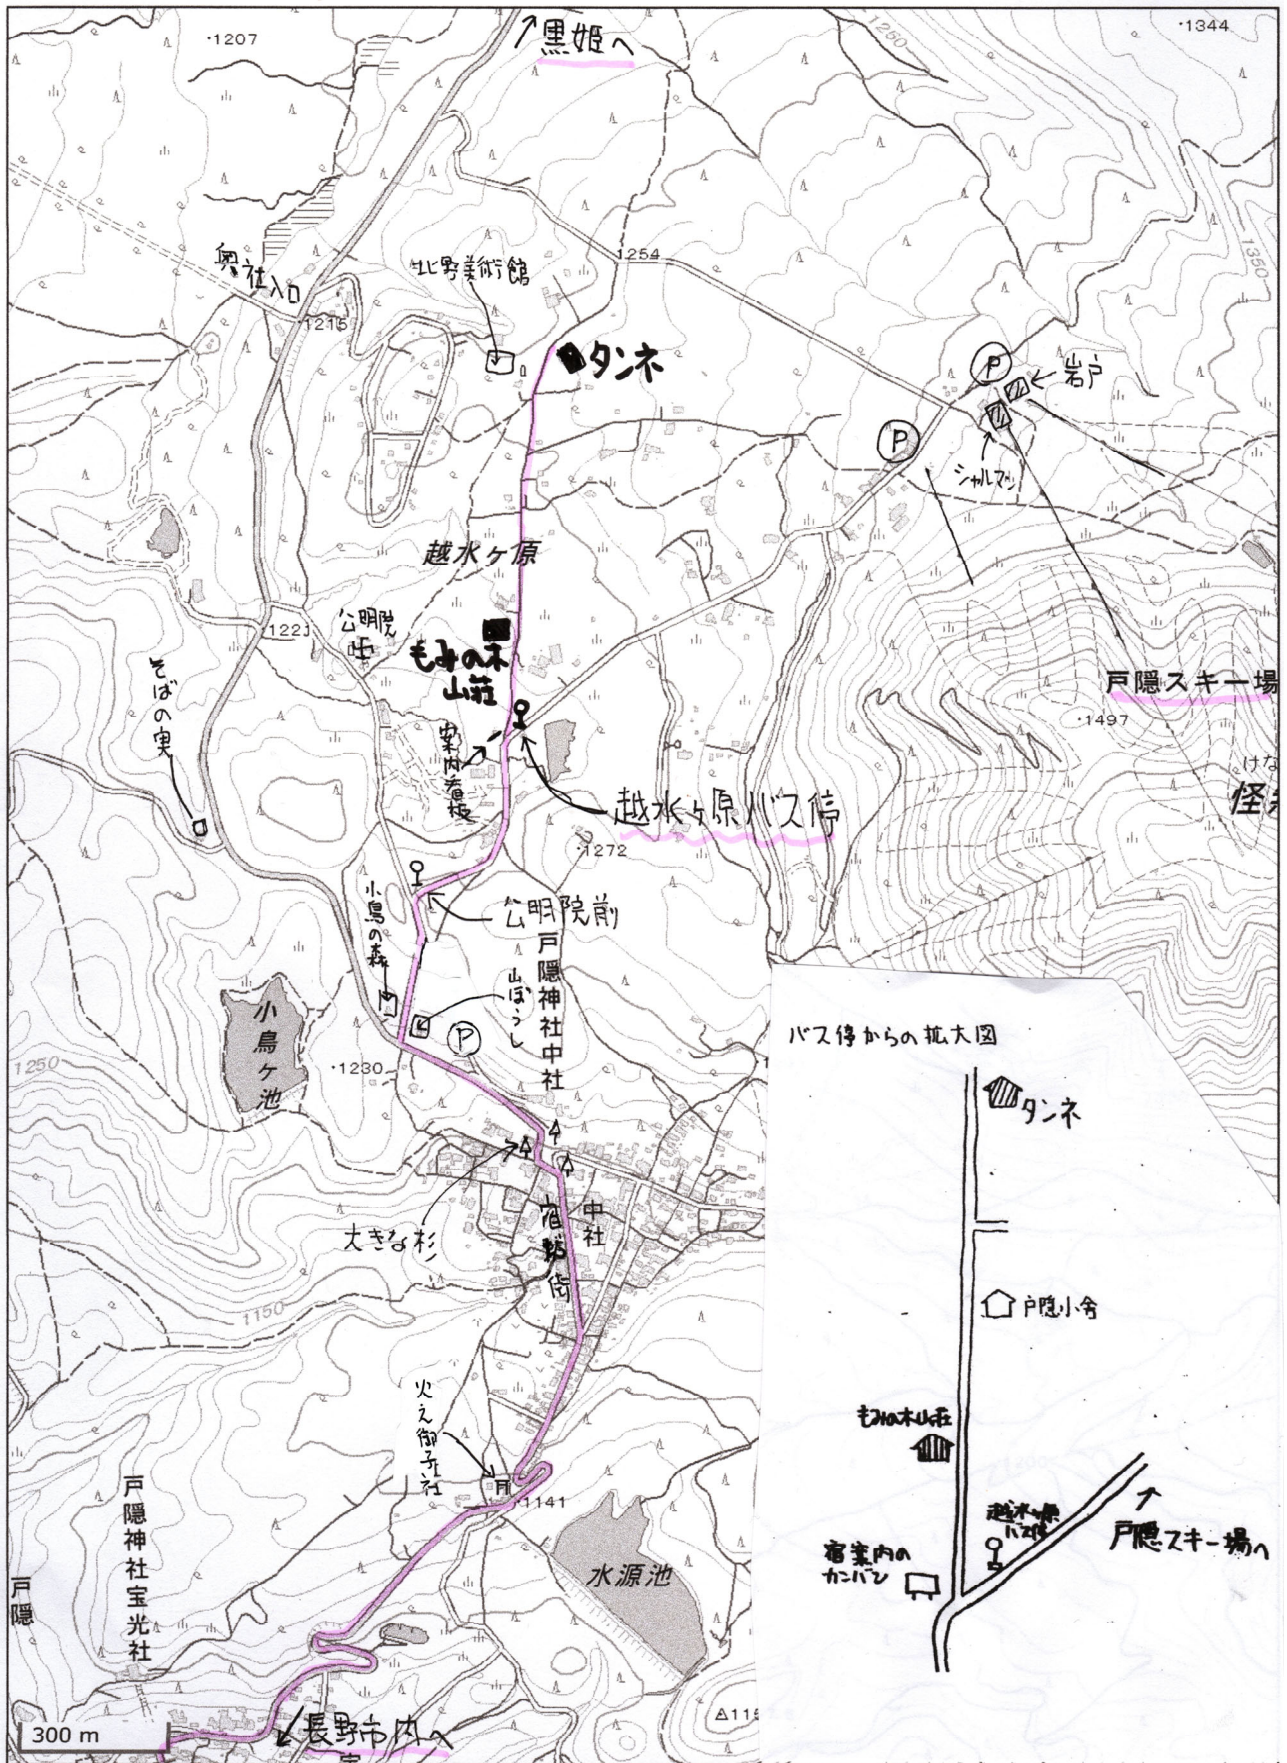 ・1207
↗黒姫へ
1250
・1344
1350
奥社入口
北野美術館
1254
・1215
タンネ
P
岩戸
P
シャルマン
越水ヶ原
1221
公明院
卍
もみの木
山荘
そばの実
戸隠スキー場
・1497
案内看板
越水ヶ原バス停
けな
怪
・1272
公明院前
小鳥の森
山ぼうし
P
戸隠神社中社
小鳥ヶ池
・1230
1250
大きな杉
中社
宿坊街
1150
火之御子社
・1141
水源池
戸隠神社宝光社
戸隠
△115
300 m
↙長野市内へ
バス停からの拡大図
タンネ
戸隠小舎
もみの木山荘
越水ヶ原
バス停
宿案内の
カンバン
戸隠スキー場へ